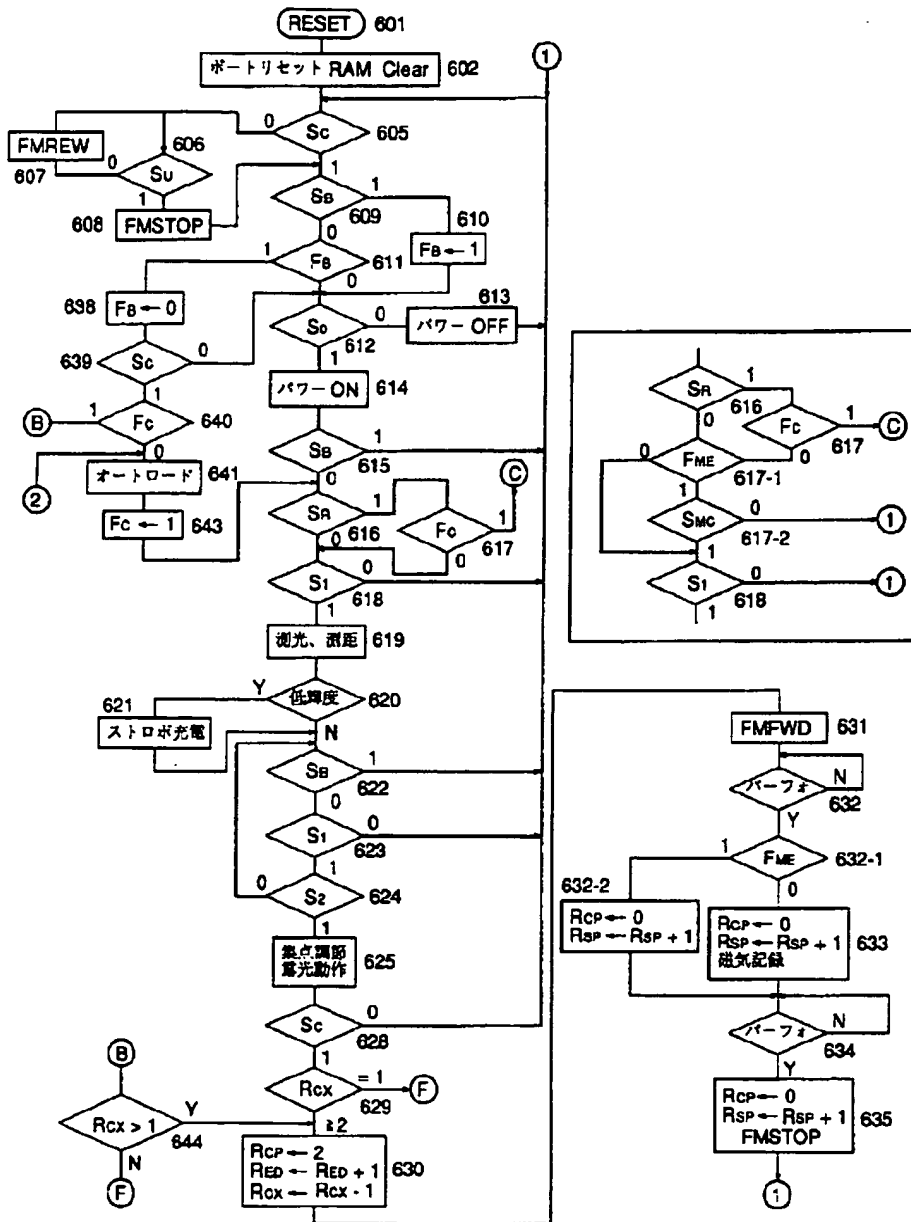 RESET 601
1
ポートリセット RAM Clear 602
0 Sc 605
1
FMREW 607
606
0 SU
1
608 FMSTOP
SB 1
609
0
610
FB ← 1
1 FB 611
0
638 FB ← 0
0
S0 0
612
1
613
パワー OFF
639 Sc 0
1
パワー ON 614
B 1 Fc 640
0
SB 1
615
0
2
オートロード 641
Fc ← 1 643
SR 1
616
0
C
Fc 1
617
0
S1 0
618
1
測光、測距 619
Y 低輝度 620
N
621
ストロボ充電
SB 1
622
0
S1 0
623
1
0 S2 624
1
焦点調節
露光動作 625
Sc 0
628
1
Rcx =1 F
629
≧2
B
Rcx > 1 Y
644
N
F
RCP ← 2
RED ← RED + 1
RCX ← RCX - 1
630
SR 1
616
0
Fc 1 C
617
0
0 FME
617-1
1
SMC 0 1
617-2
1
S1 0 1
618
1
FMFWD 631
パーフォ N
632
Y
1 FME 632-1
0
632-2
RCP ← 0
RSP ← RSP + 1
RCP ← 0
RSP ← RSP + 1
磁気記録
633
パーフォ N
634
Y
RCP ← 0
RSP ← RSP + 1
FMSTOP
635
1